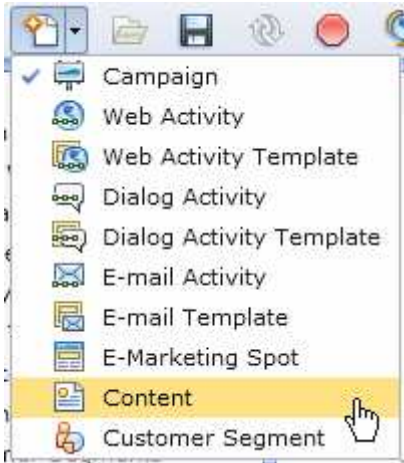 Campaign
Web Activity
Web Activity Template
Dialog Activity
Dialog Activity Template
E-mail Activity
E-mail Template
E-Marketing Spot
Content
Customer Segment